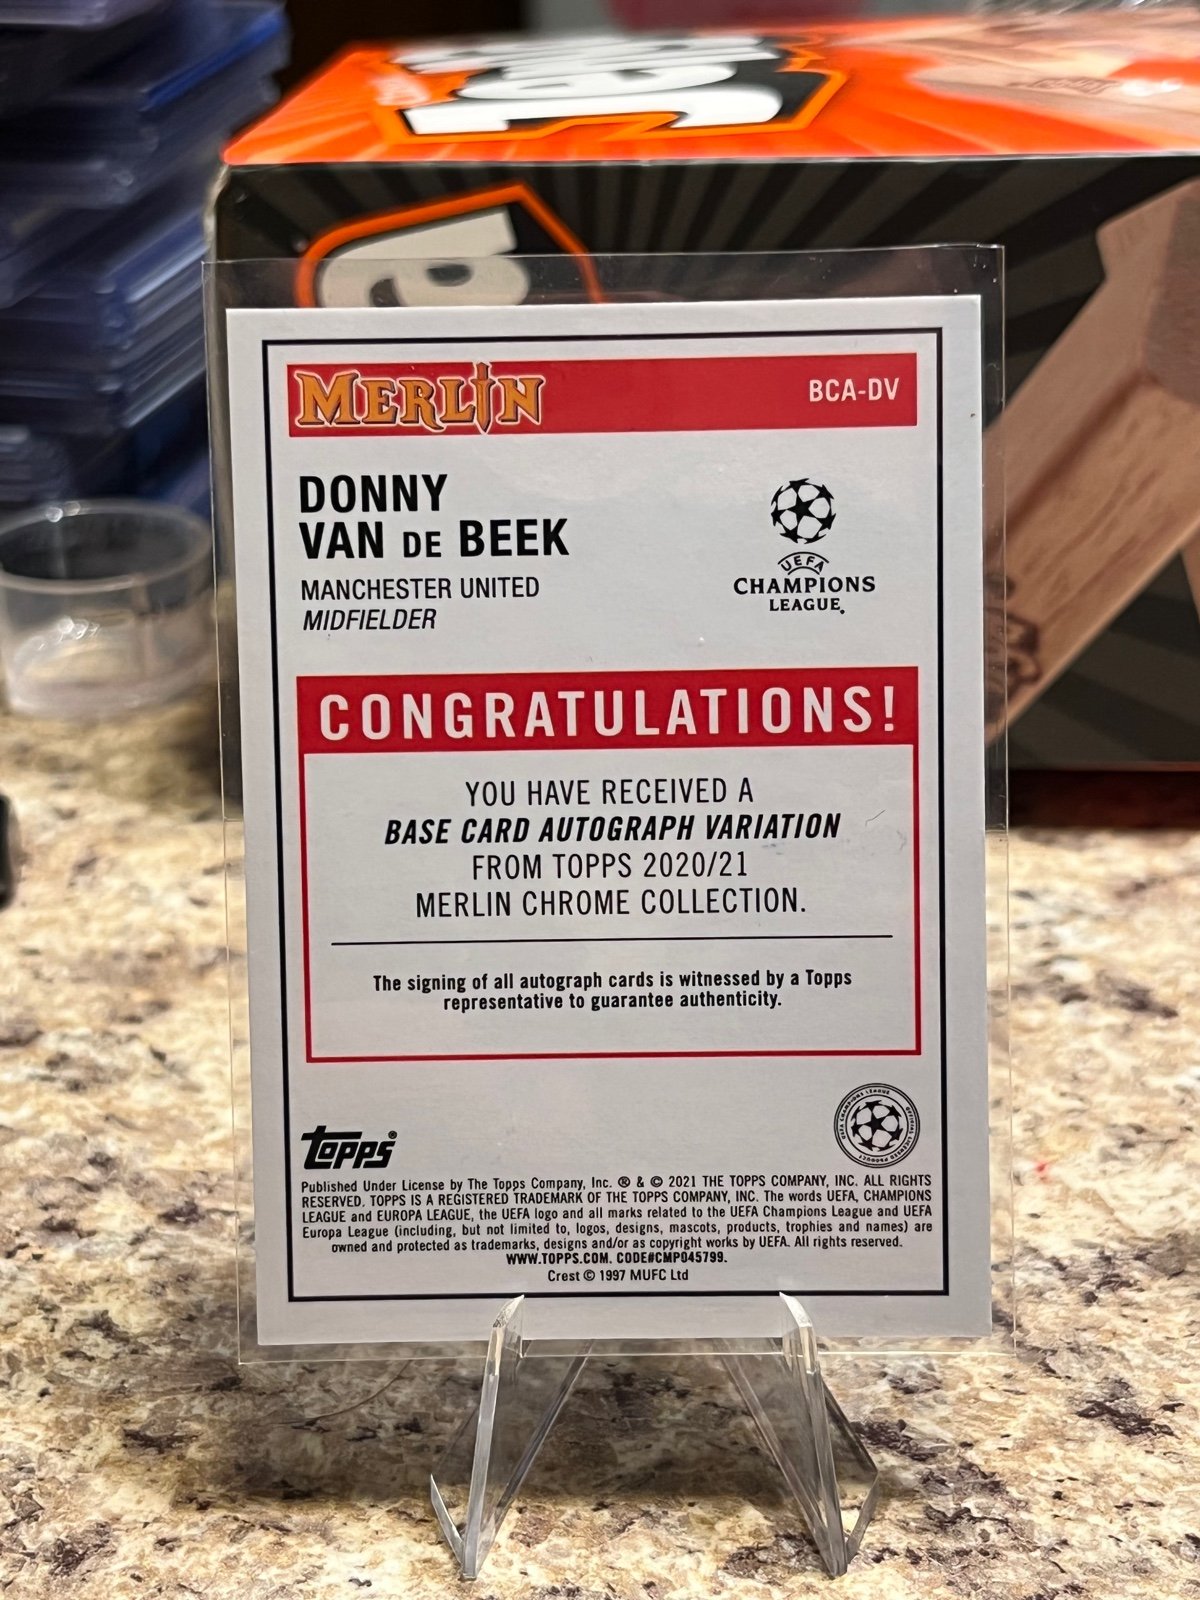 MERLIN
BCA-DV
DONNY
VAN DE BEEK
MANCHESTER UNITED
MIDFIELDER
UEFA
CHAMPIONS
LEAGUE®
CONGRATULATIONS!
YOU HAVE RECEIVED A
BASE CARD AUTOGRAPH VARIATION
FROM TOPPS 2020/21
MERLIN CHROME COLLECTION.
The signing of all autograph cards is witnessed by a Topps
representative to guarantee authenticity.
UEFA CHAMPIONS LEAGUE
OFFICIAL LICENSED PRODUCT
topps®
Published Under License by The Topps Company, Inc. ® & © 2021 THE TOPPS COMPANY, INC. ALL RIGHTS
RESERVED. TOPPS IS A REGISTERED TRADEMARK OF THE TOPPS COMPANY, INC. The words UEFA, CHAMPIONS
LEAGUE and EUROPA LEAGUE, the UEFA logo and all marks related to the UEFA Champions League and UEFA
Europa League (including, but not limited to, logos, designs, mascots, products, trophies and names) are
owned and protected as trademarks, designs and/or as copyright works by UEFA. All rights reserved.
WWW.TOPPS.COM. CODE#CMP045799.
Crest © 1997 MUFC Ltd